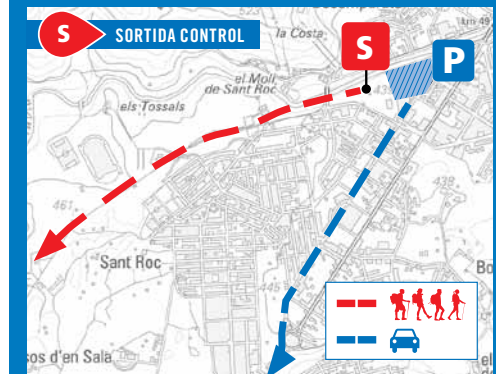 S SORTIDA CONTROL
la Costa
S
P
el Molí
de Sant Roc
els Tossals
461
438
Sant Roc
445
os d'en Sala
Bo
el